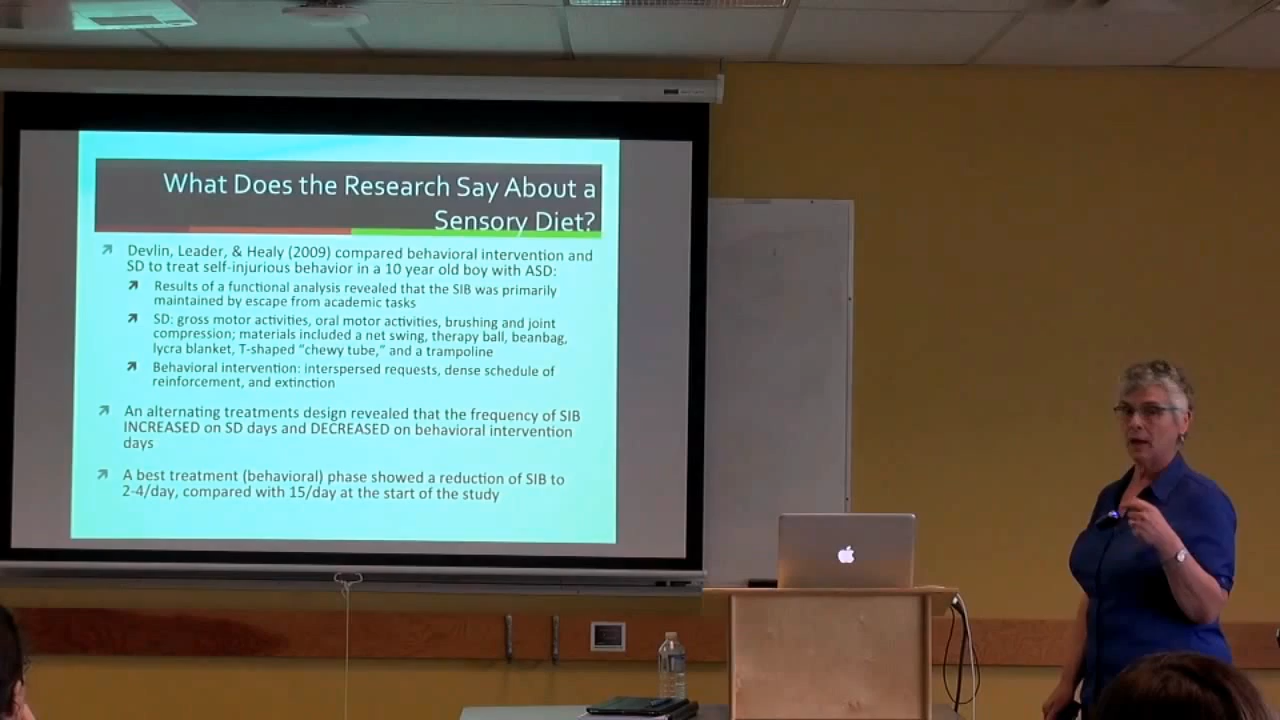 What Does the Research Say About a
Sensory Diet?
Devlin, Leader, & Healy (2009) compared behavioral intervention and
SD to treat self-injurious behavior in a 10 year old boy with ASD:
Results of a functional analysis revealed that the SIB was primarily
maintained by escape from academic tasks
SD: gross motor activities, oral motor activities, brushing and joint
compression; materials included a net swing, therapy ball, beanbag,
lycra blanket, T-shaped “chewy tube,” and a trampoline
Behavioral intervention: interspersed requests, dense schedule of
reinforcement, and extinction
An alternating treatments design revealed that the frequency of SIB
INCREASED on SD days and DECREASED on behavioral intervention
days
A best treatment (behavioral) phase showed a reduction of SIB to
2-4/day, compared with 15/day at the start of the study